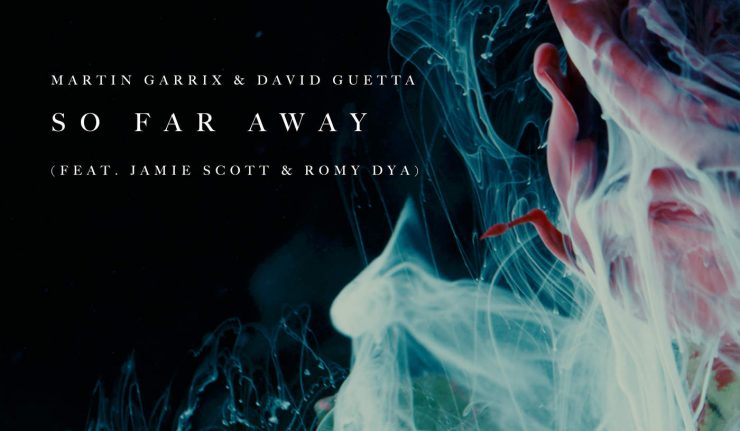 MARTIN GARRIX & DAVID GUETTA
SO FAR AWAY
(FEAT. JAMIE SCOTT & ROMY DYA)